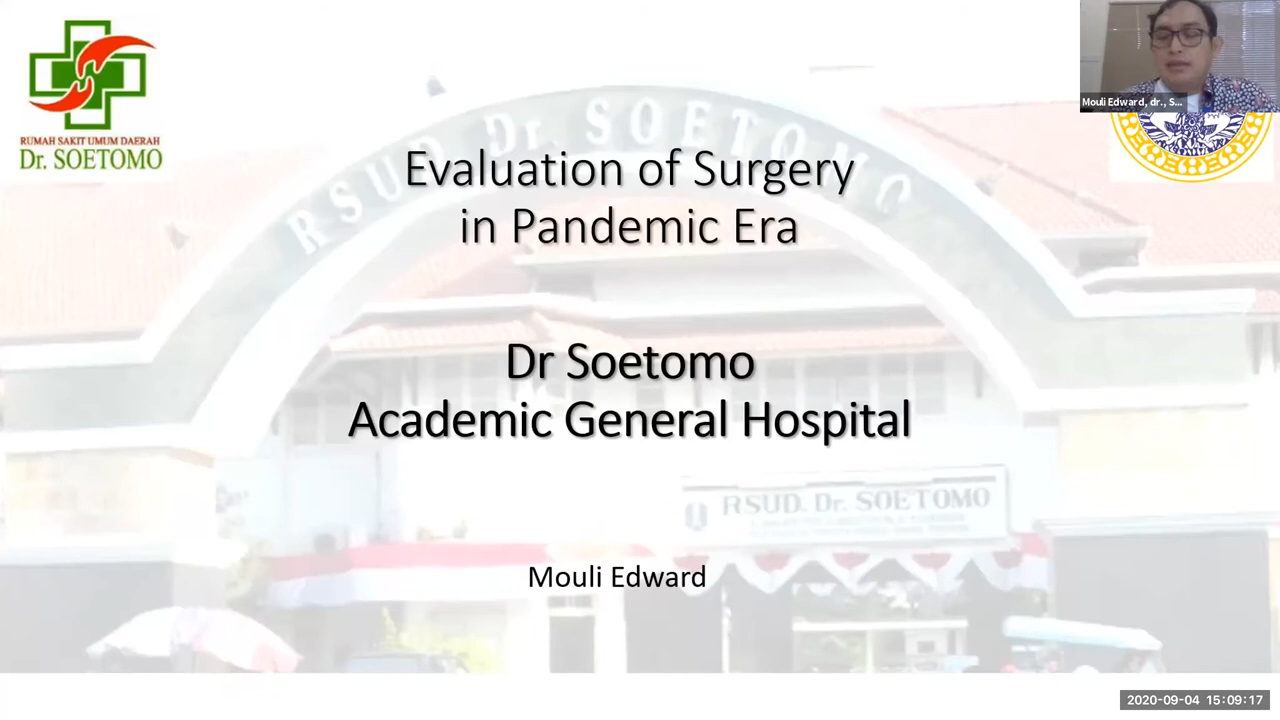 RUMAH SAKIT UMUM DAERAH
Dr. SOETOMO
Mouli Edward, dr., S...
RSUD Dr SOETOMO
Evaluation of Surgery
in Pandemic Era
Dr Soetomo
Academic General Hospital
RSUD. Dr. SOETOMO
Mouli Edward
2020-09-04 15:09:17